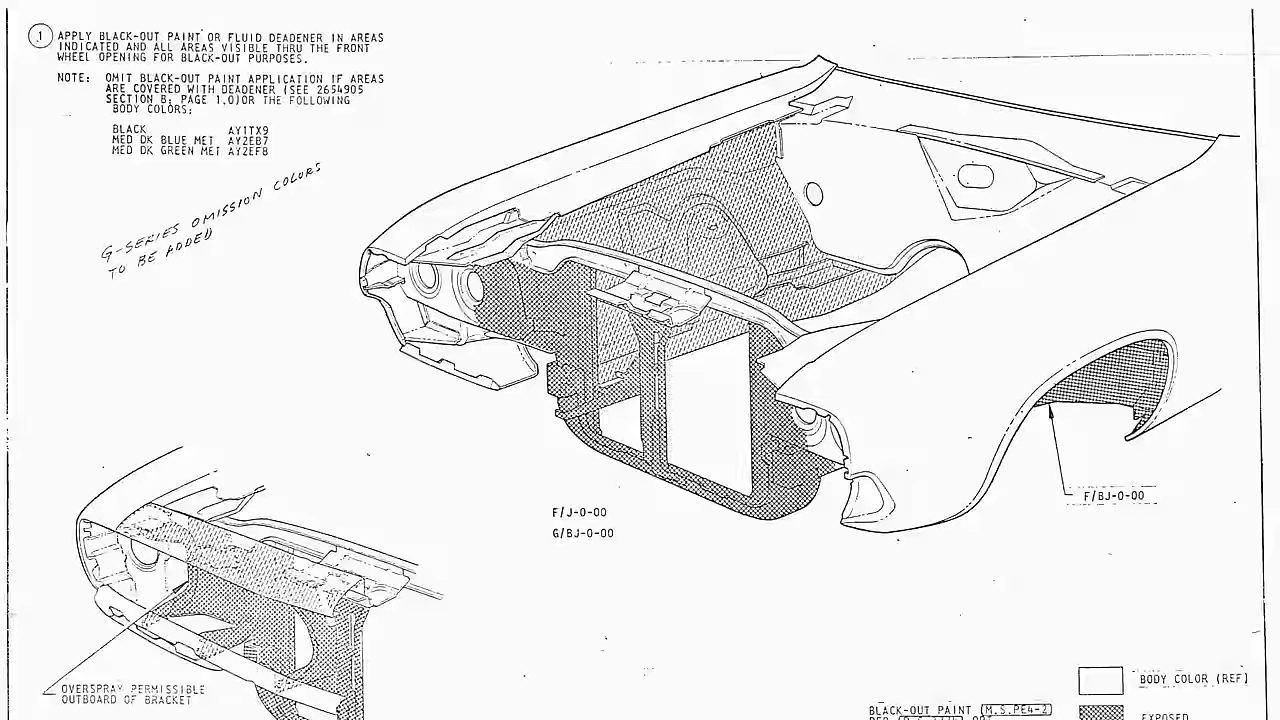 1 APPLY BLACK-OUT PAINT OR FLUID DEADENER IN AREAS
INDICATED AND ALL AREAS VISIBLE THRU THE FRONT
WHEEL OPENING FOR BLACK-OUT PURPOSES.
NOTE: OMIT BLACK-OUT PAINT APPLICATION IF AREAS
ARE COVERED WITH DEADENER (SEE 2654905
SECTION B, PAGE 1.0)OR THE FOLLOWING
BODY COLORS:
BLACK AY1TX9
MED DK BLUE MET AY2EB7
MED DK GREEN MET AY2EF8
G-SERIES OMISSION COLORS
TO BE ADDED
F/BJ-0-00
F/J-0-00
G/BJ-0-00
OVERSPRAY PERMISSIBLE
OUTBOARD OF BRACKET
BODY COLOR (REF)
BLACK-OUT PAINT (M.S.PE4-2)
EXPOSED